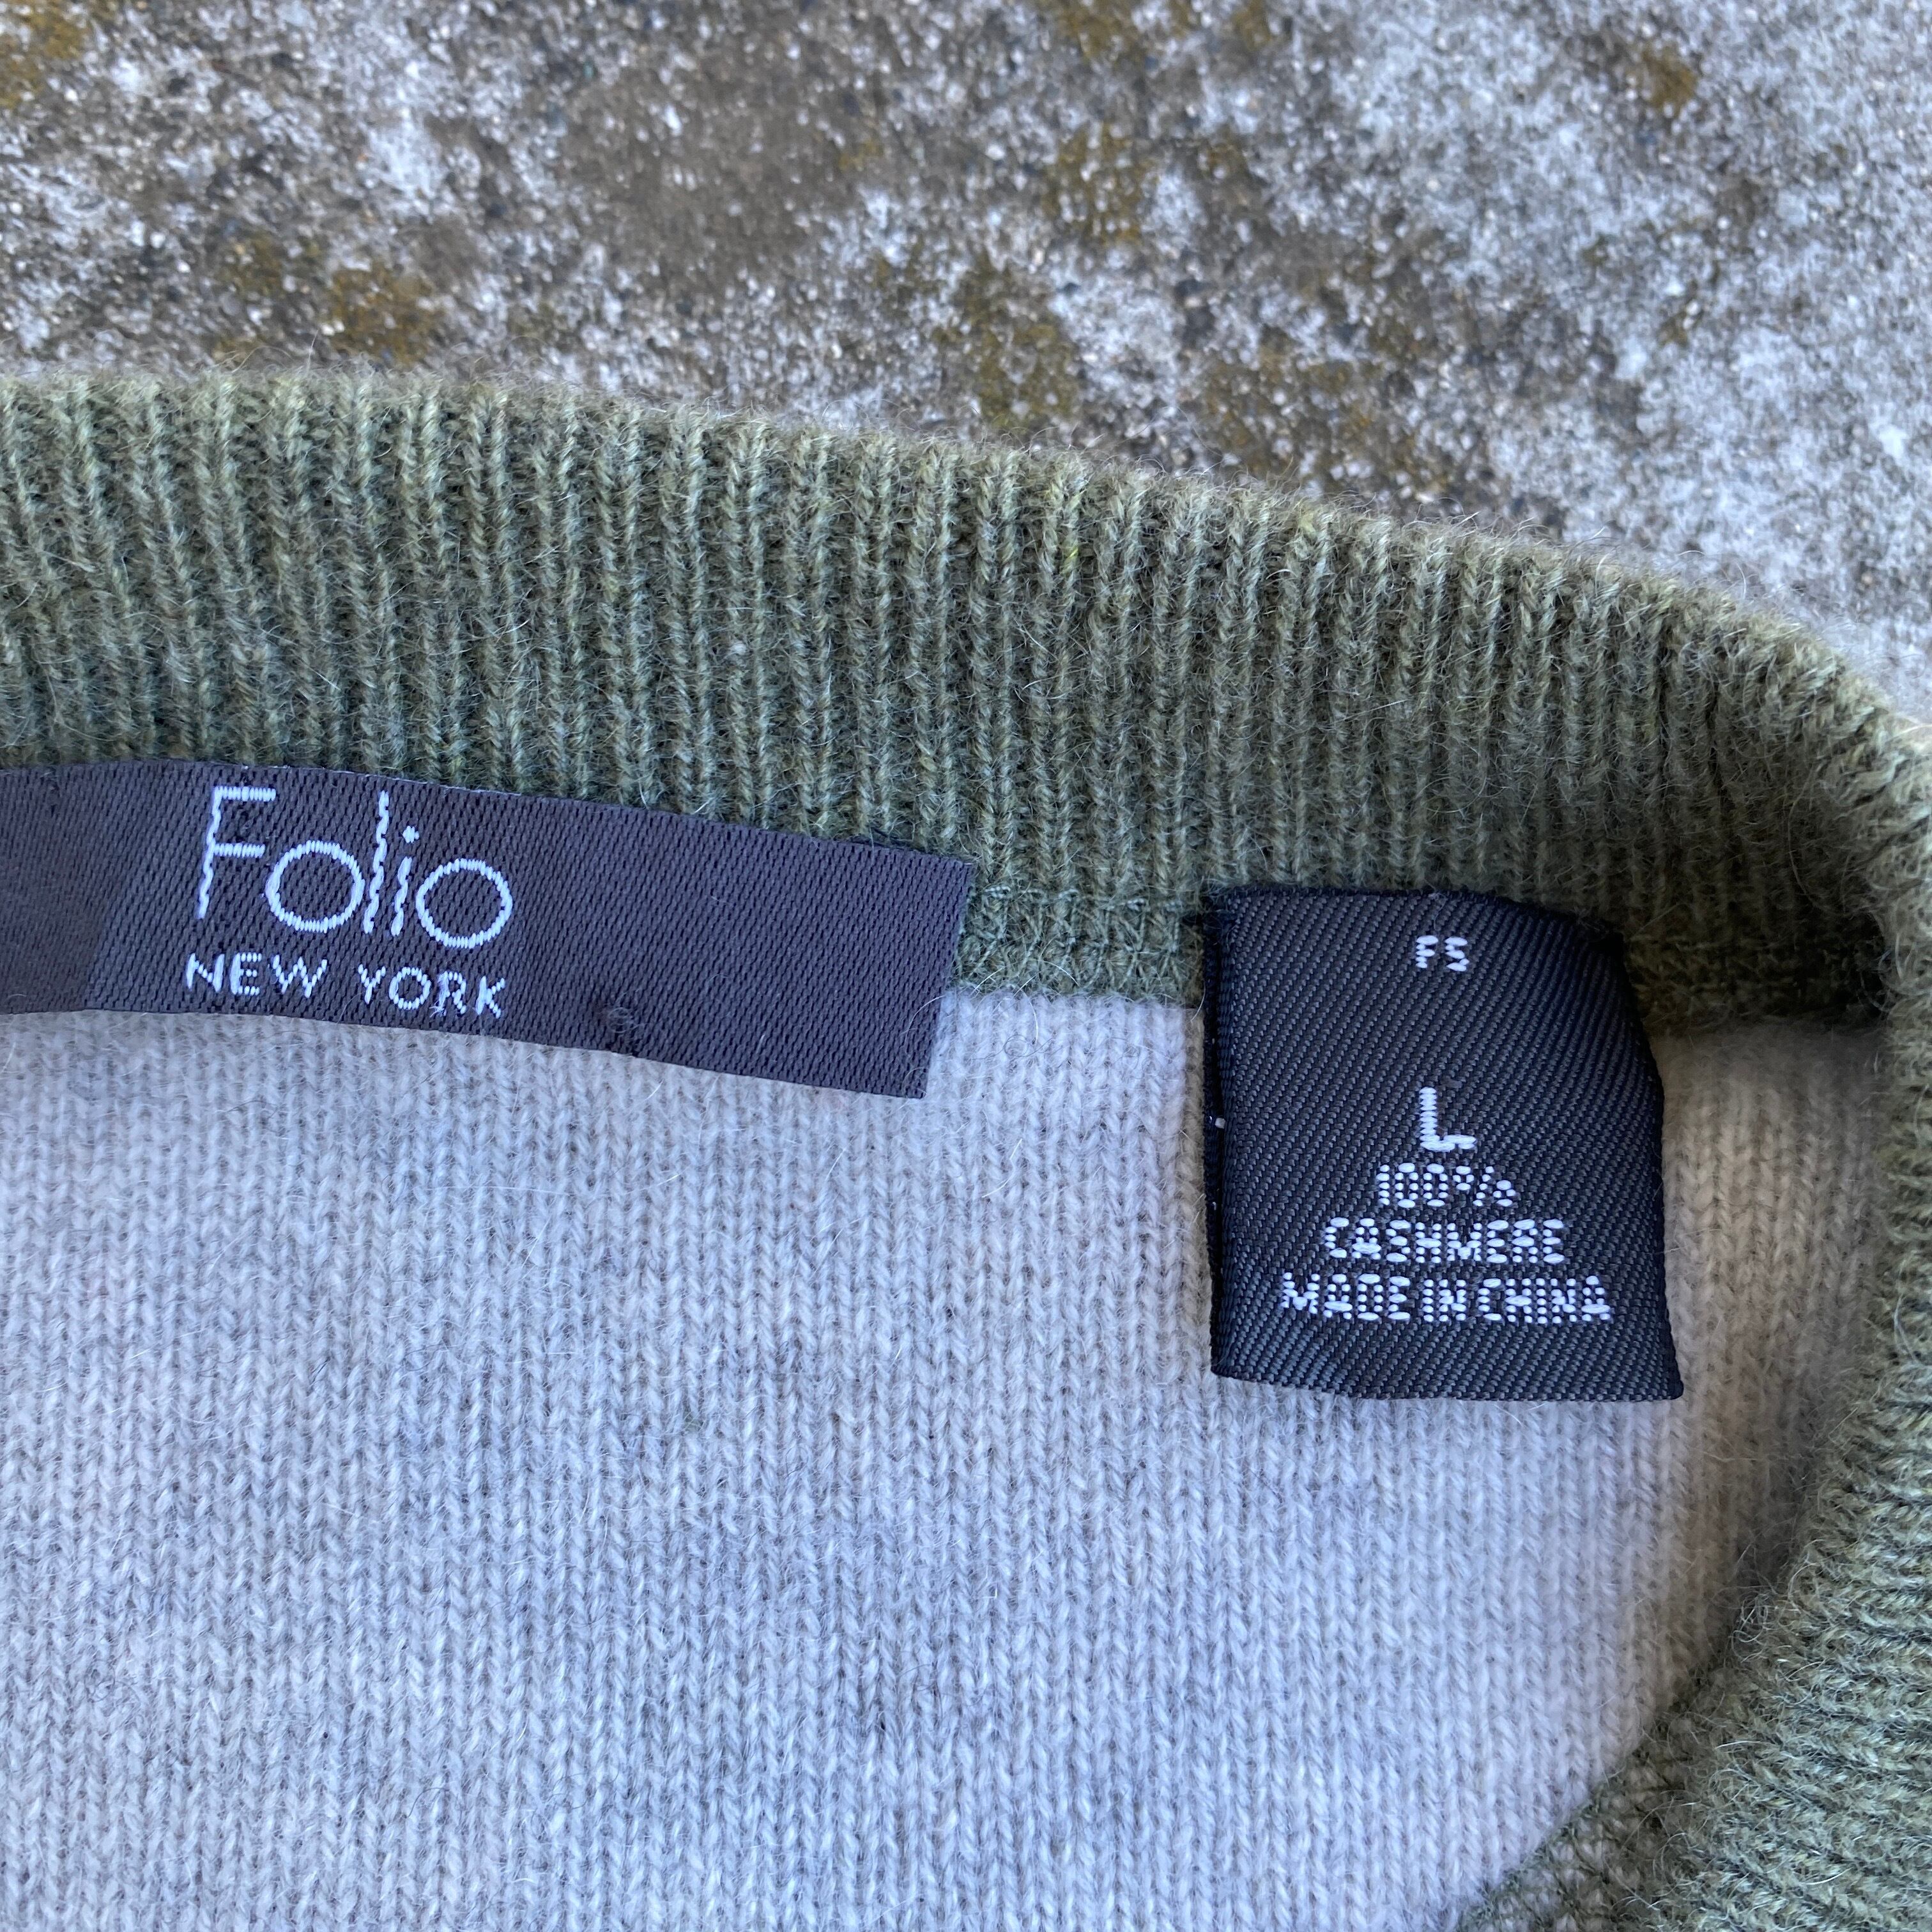 Folio
NEW YORK
FS
L
100%
CASHMERE
MADE IN CHINA